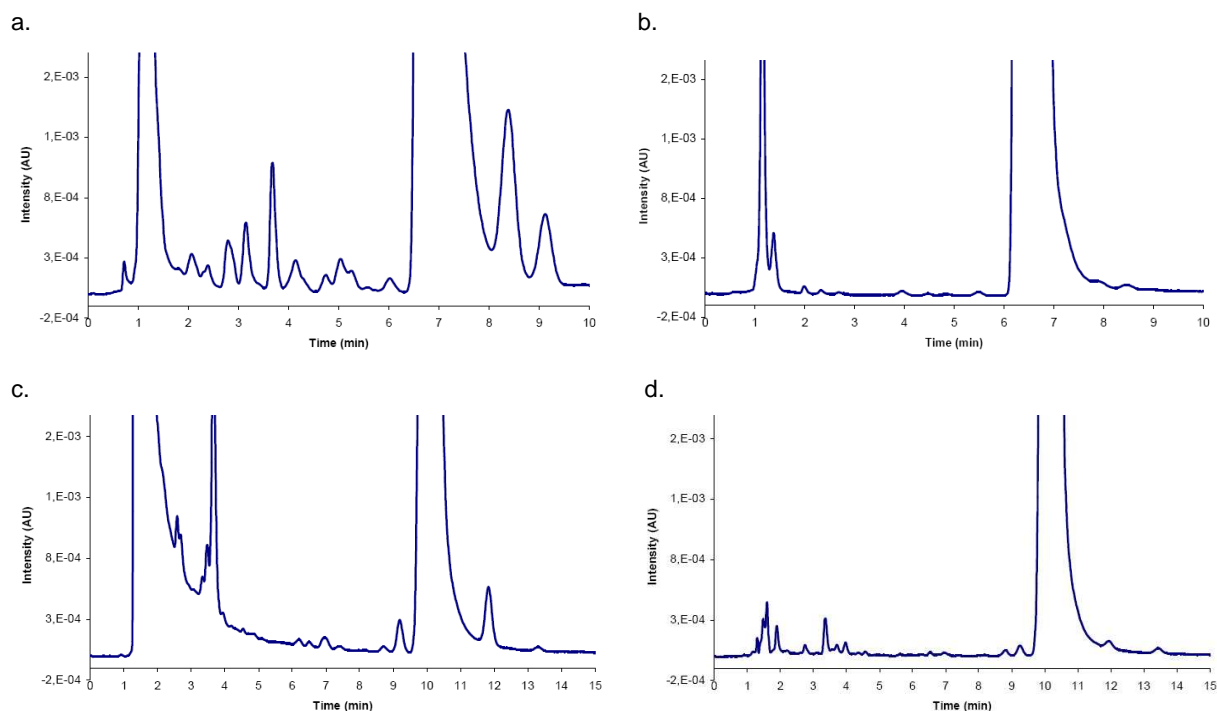 a.
b.
2,E-03
1,E-03
8,E-04
3,E-04
-2,E-04
Intensity (AU)
0 1 2 3 4 5 6 7 8 9 10
Time (min)
2,E-03
1,E-03
8,E-04
3,E-04
-2,E-04
Intensity (AU)
0 1 2 3 4 5 6 7 8 9 10
Time (min)
c.
d.
2,E-03
1,E-03
8,E-04
3,E-04
-2,E-04
Intensity (AU)
0 1 2 3 4 5 6 7 8 9 10 11 12 13 14 15
Time (min)
2,E-03
1,E-03
8,E-04
3,E-04
-2,E-04
Intensity (AU)
0 1 2 3 4 5 6 7 8 9 10 11 12 13 14 15
Time (min)